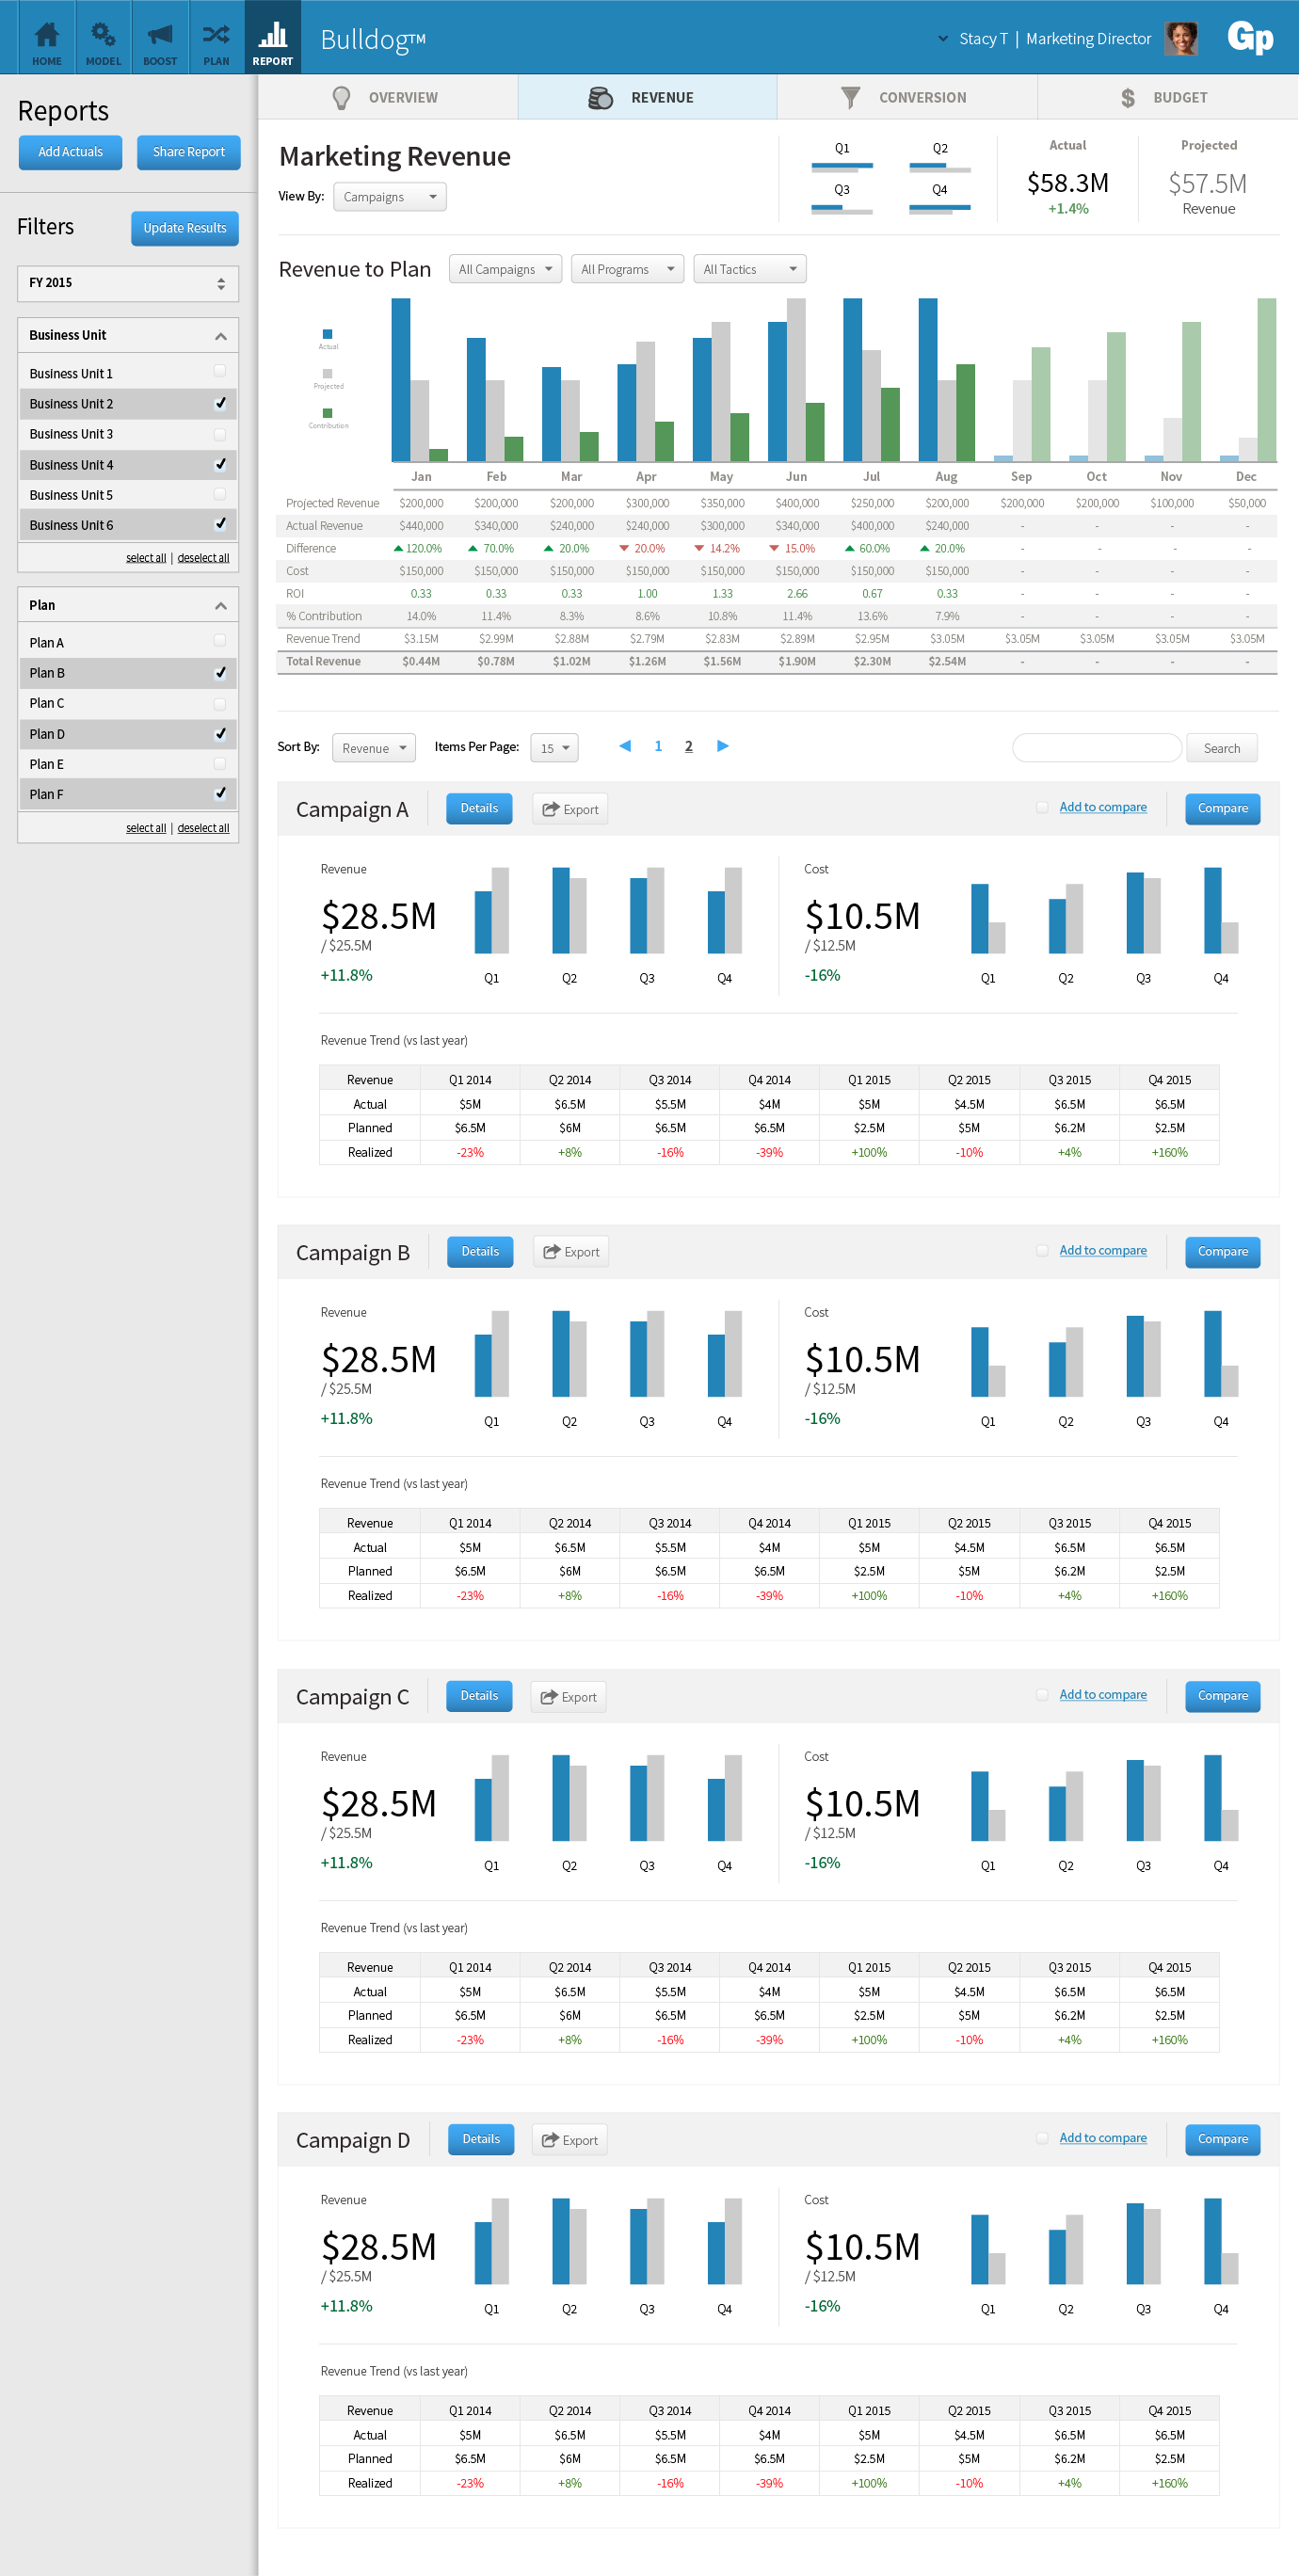 HOME MODEL BOOST PLAN REPORT Bulldog™ Stacy T | Marketing Director Gp
Reports
Add Actuals Share Report
Filters Update Results
FY 2015
Business Unit
Business Unit 1
Business Unit 2
Business Unit 3
Business Unit 4
Business Unit 5
Business Unit 6
select all | deselect all
Plan
Plan A
Plan B
Plan C
Plan D
Plan E
Plan F
select all | deselect all
OVERVIEW REVENUE CONVERSION BUDGET
Marketing Revenue
View By: Campaigns
Q1 Q2
Q3 Q4
Actual
$58.3M
+1.4%
Projected
$57.5M
Revenue
Revenue to Plan All Campaigns All Programs All Tactics
Actual
Projected
Contribution
Jan Feb Mar Apr May Jun Jul Aug Sep Oct Nov Dec
Projected Revenue $200,000 $200,000 $200,000 $300,000 $350,000 $400,000 $250,000 $200,000 $200,000 $200,000 $100,000 $50,000
Actual Revenue $440,000 $340,000 $240,000 $240,000 $300,000 $340,000 $400,000 $240,000 - - - -
Difference 120.0% 70.0% 20.0% 20.0% 14.2% 15.0% 60.0% 20.0% - - - -
Cost $150,000 $150,000 $150,000 $150,000 $150,000 $150,000 $150,000 $150,000 - - - -
ROI 0.33 0.33 0.33 1.00 1.33 2.66 0.67 0.33 - - - -
% Contribution 14.0% 11.4% 8.3% 8.6% 10.8% 11.4% 13.6% 7.9% - - - -
Revenue Trend $3.15M $2.99M $2.88M $2.79M $2.83M $2.89M $2.95M $3.05M $3.05M $3.05M $3.05M $3.05M
Total Revenue $0.44M $0.78M $1.02M $1.26M $1.56M $1.90M $2.30M $2.54M - - - -
Sort By: Revenue Items Per Page: 15 1 2 Search
Campaign A Details Export Add to compare Compare
Revenue
$28.5M
/ $25.5M
+11.8%
Q1 Q2 Q3 Q4
Cost
$10.5M
/ $12.5M
-16%
Q1 Q2 Q3 Q4
Revenue Trend (vs last year)
Revenue Q1 2014 Q2 2014 Q3 2014 Q4 2014 Q1 2015 Q2 2015 Q3 2015 Q4 2015
Actual $5M $6.5M $5.5M $4M $5M $4.5M $6.5M $6.5M
Planned $6.5M $6M $6.5M $6.5M $2.5M $5M $6.2M $2.5M
Realized -23% +8% -16% -39% +100% -10% +4% +160%
Campaign B Details Export Add to compare Compare
Revenue
$28.5M
/ $25.5M
+11.8%
Q1 Q2 Q3 Q4
Cost
$10.5M
/ $12.5M
-16%
Q1 Q2 Q3 Q4
Revenue Trend (vs last year)
Revenue Q1 2014 Q2 2014 Q3 2014 Q4 2014 Q1 2015 Q2 2015 Q3 2015 Q4 2015
Actual $5M $6.5M $5.5M $4M $5M $4.5M $6.5M $6.5M
Planned $6.5M $6M $6.5M $6.5M $2.5M $5M $6.2M $2.5M
Realized -23% +8% -16% -39% +100% -10% +4% +160%
Campaign C Details Export Add to compare Compare
Revenue
$28.5M
/ $25.5M
+11.8%
Q1 Q2 Q3 Q4
Cost
$10.5M
/ $12.5M
-16%
Q1 Q2 Q3 Q4
Revenue Trend (vs last year)
Revenue Q1 2014 Q2 2014 Q3 2014 Q4 2014 Q1 2015 Q2 2015 Q3 2015 Q4 2015
Actual $5M $6.5M $5.5M $4M $5M $4.5M $6.5M $6.5M
Planned $6.5M $6M $6.5M $6.5M $2.5M $5M $6.2M $2.5M
Realized -23% +8% -16% -39% +100% -10% +4% +160%
Campaign D Details Export Add to compare Compare
Revenue
$28.5M
/ $25.5M
+11.8%
Q1 Q2 Q3 Q4
Cost
$10.5M
/ $12.5M
-16%
Q1 Q2 Q3 Q4
Revenue Trend (vs last year)
Revenue Q1 2014 Q2 2014 Q3 2014 Q4 2014 Q1 2015 Q2 2015 Q3 2015 Q4 2015
Actual $5M $6.5M $5.5M $4M $5M $4.5M $6.5M $6.5M
Planned $6.5M $6M $6.5M $6.5M $2.5M $5M $6.2M $2.5M
Realized -23% +8% -16% -39% +100% -10% +4% +160%